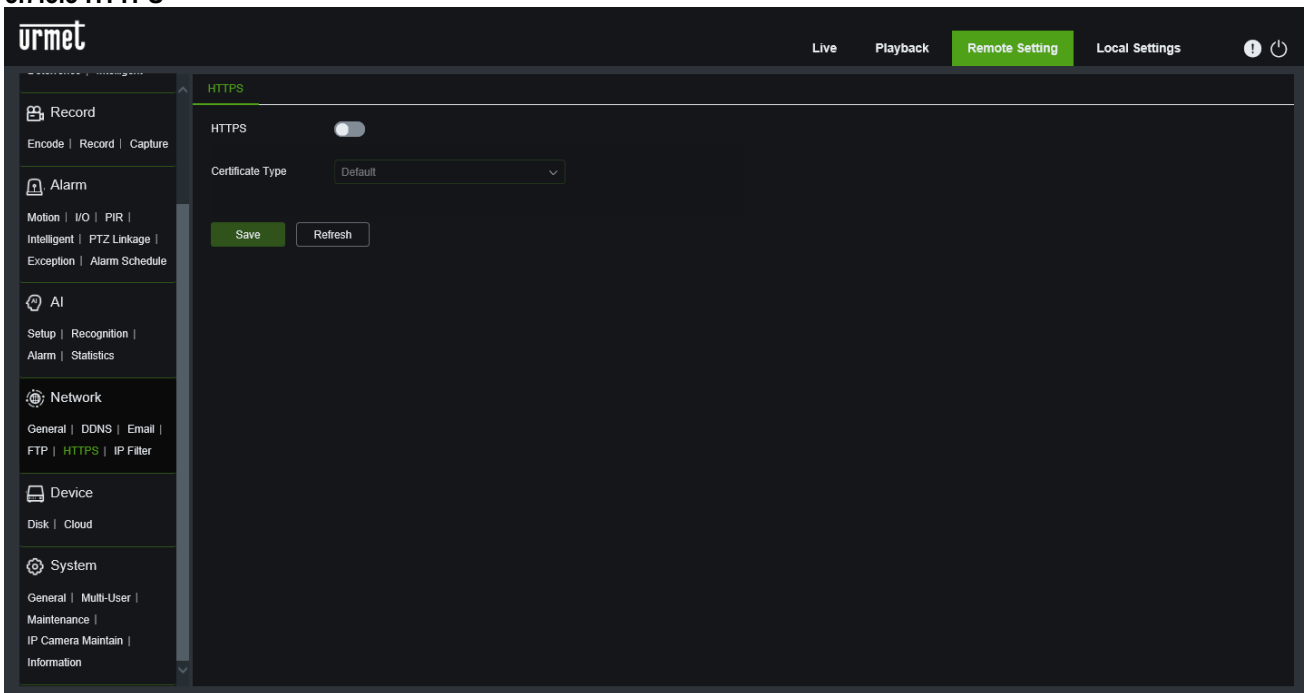 urmet
Live Playback Remote Setting Local Settings
HTTPS
Record
Encode | Record | Capture
Alarm
Motion | I/O | PIR |
Intelligent | PTZ Linkage |
Exception | Alarm Schedule
AI
Setup | Recognition |
Alarm | Statistics
Network
General | DDNS | Email |
FTP | HTTPS | IP Filter
Device
Disk | Cloud
System
General | Multi-User |
Maintenance |
IP Camera Maintain |
Information
HTTPS
HTTPS
Certificate Type Default
Save Refresh